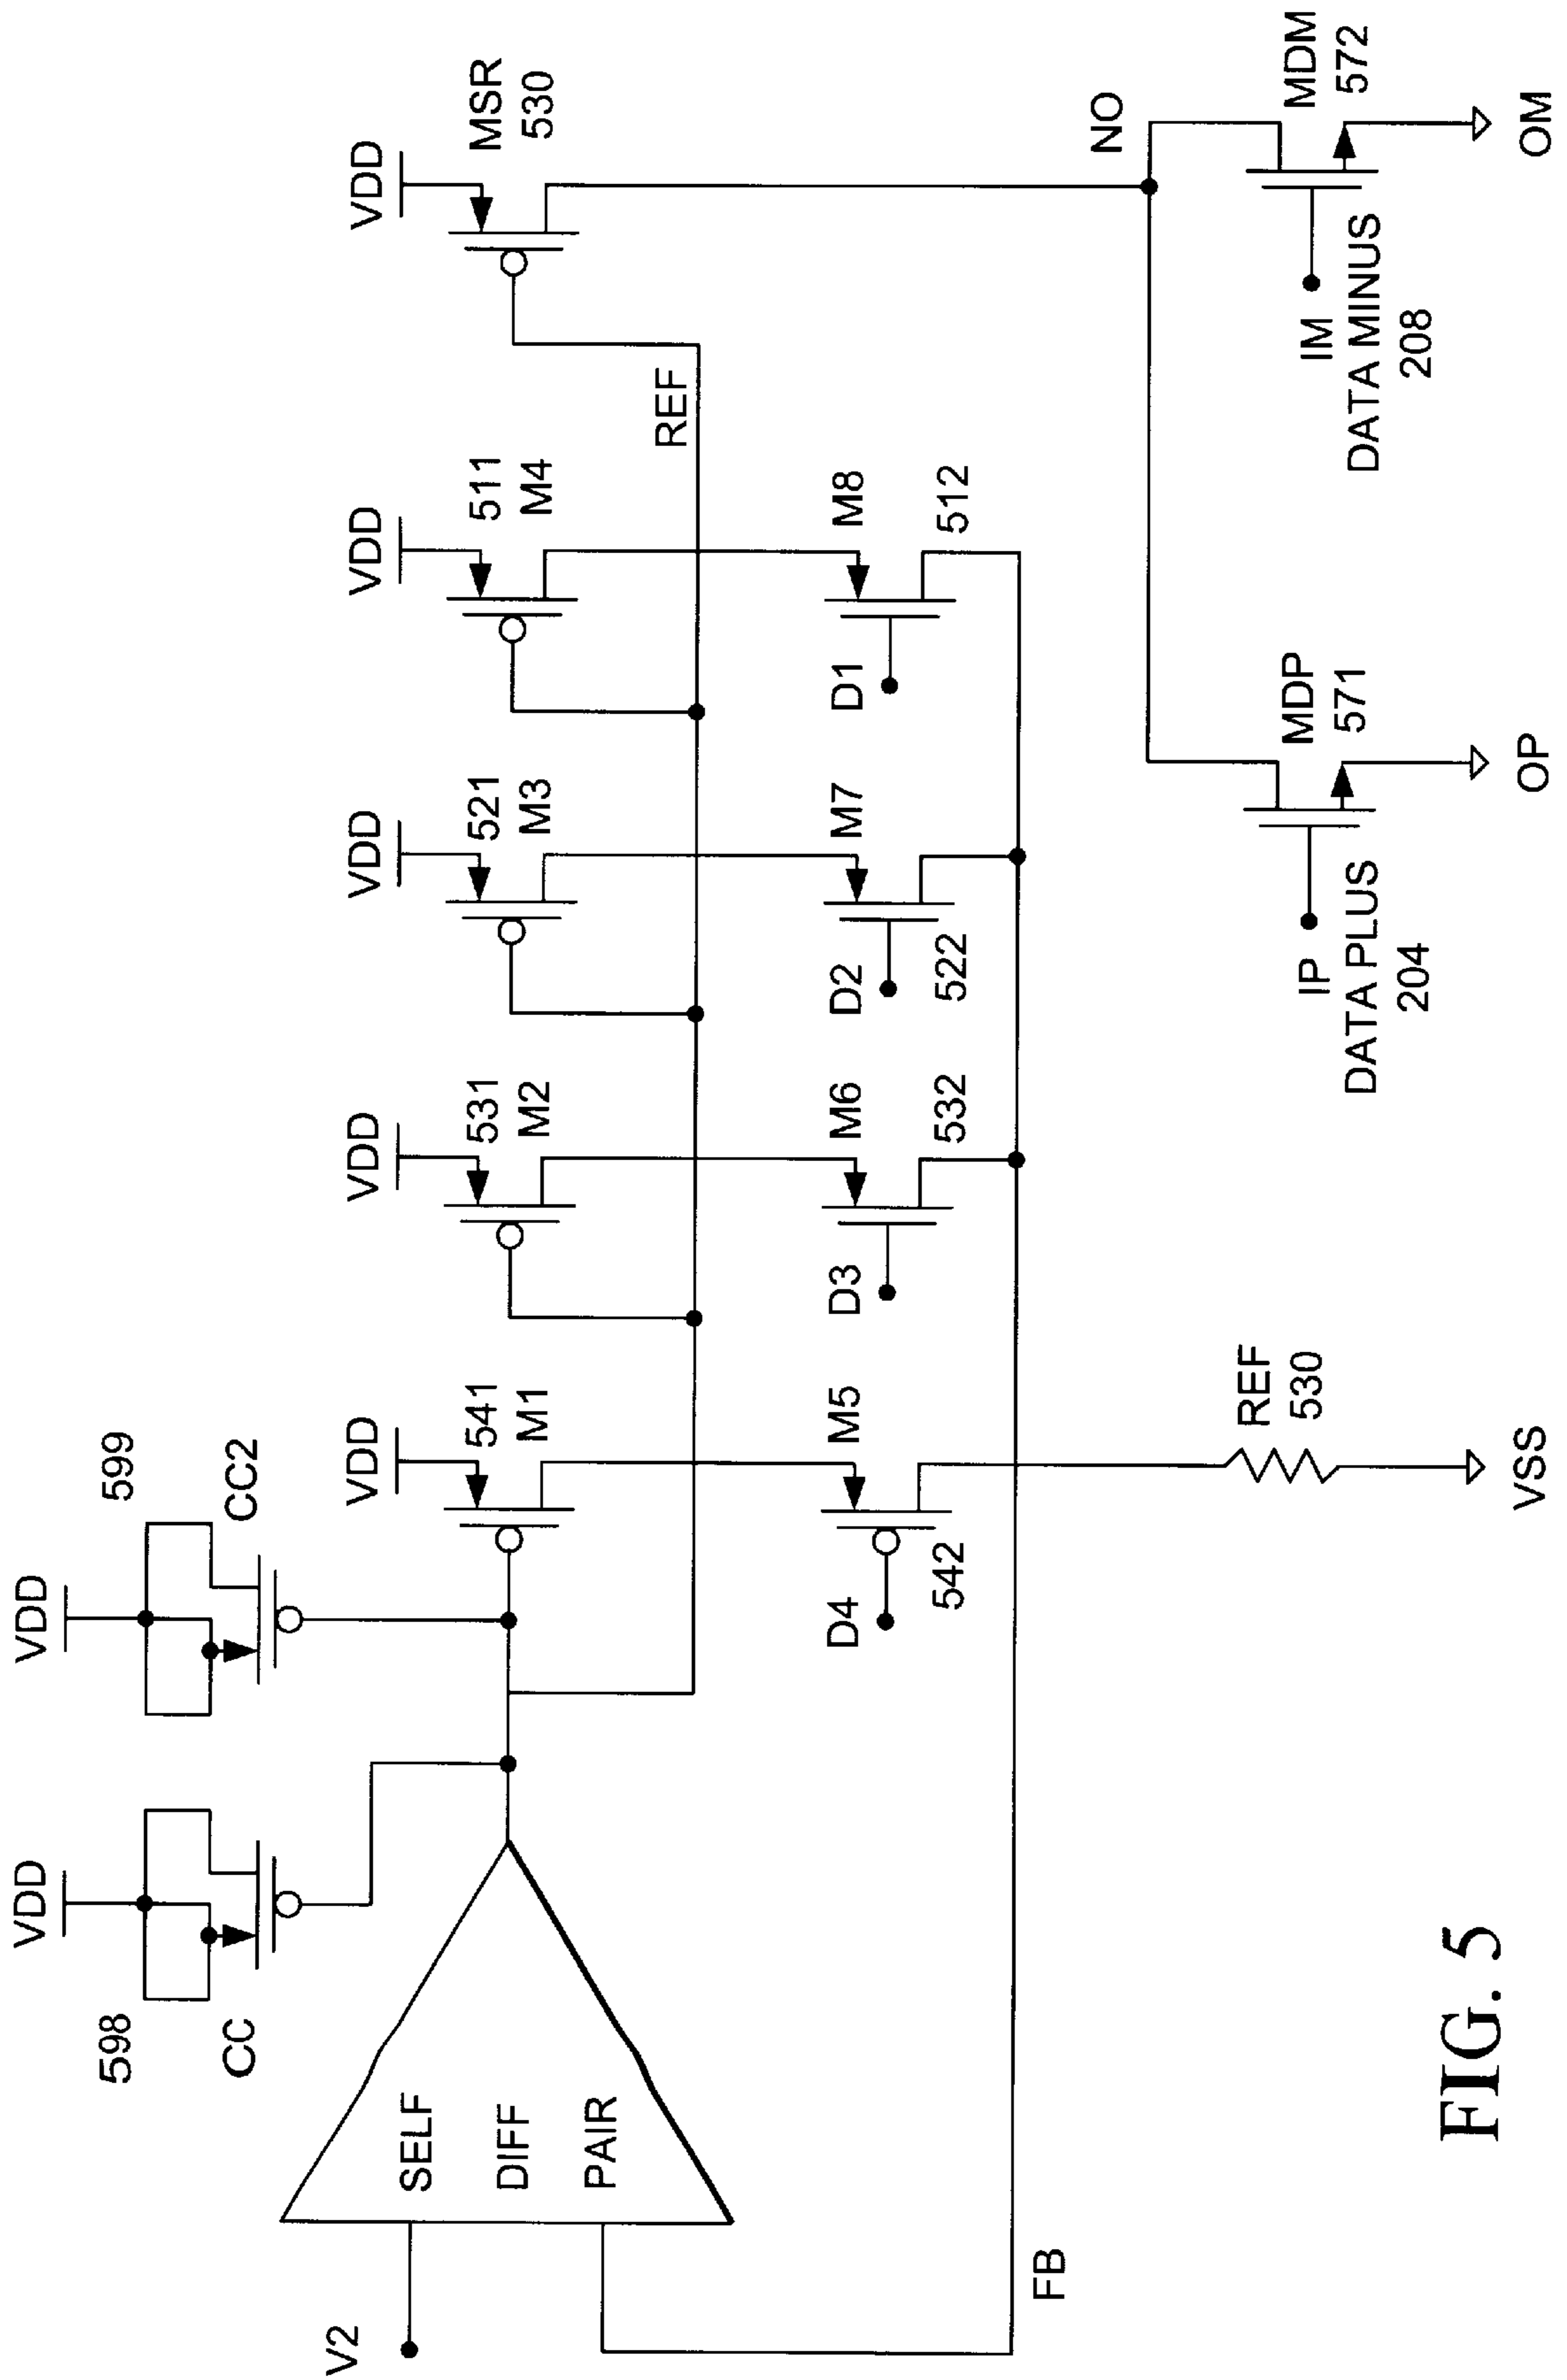 VDD
598
CC
VDD
599
CC2
VDD
541
M1
VDD
531
M2
VDD
521
M3
VDD
511
M4
VDD
MSR
530
V2
SELF
DIFF
PAIR
REF
D4
M5
542
D3
M6
532
D2
M7
522
D1
M8
512
FB
NO
REF
530
VSS
IP
DATA PLUS
204
MDP
571
OP
IM
DATA MINUS
208
MDM
572
OM
FIG. 5